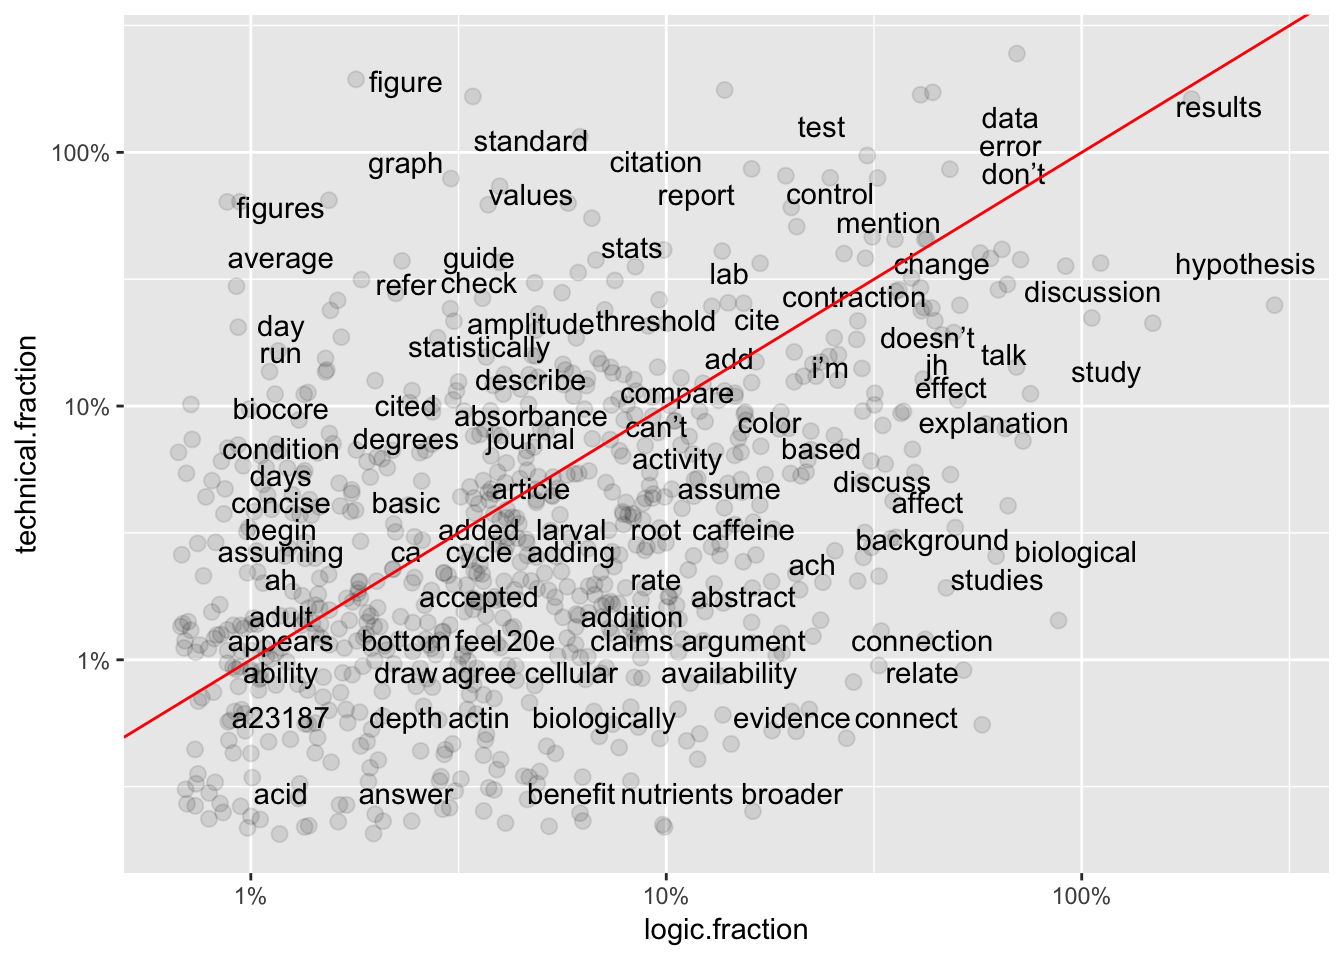 figure
results
data
test
standard
error
100%
graph
citation
don’t
values
report
control
figures
mention
stats
average
guide
change
hypothesis
lab
refer
check
discussion
contraction
day
amplitude
threshold
cite
doesn’t
run
statistically
add
talk
i’m
jh
study
describe
effect
compare
technical.fraction
10%
biocore
cited
absorbance
color
explanation
can’t
degrees
journal
condition
based
activity
days
discuss
article
assume
concise
basic
affect
begin
added
larval
root
caffeine
background
assuming
ca
cycle
adding
biological
ach
ah
rate
studies
accepted
abstract
adult
addition
1%
appears
bottom
feel
20e
claims
argument
connection
ability
draw
agree
cellular
availability
relate
a23187
depth
actin
biologically
evidence
connect
acid
answer
benefit
nutrients
broader
1%
10%
100%
logic.fraction